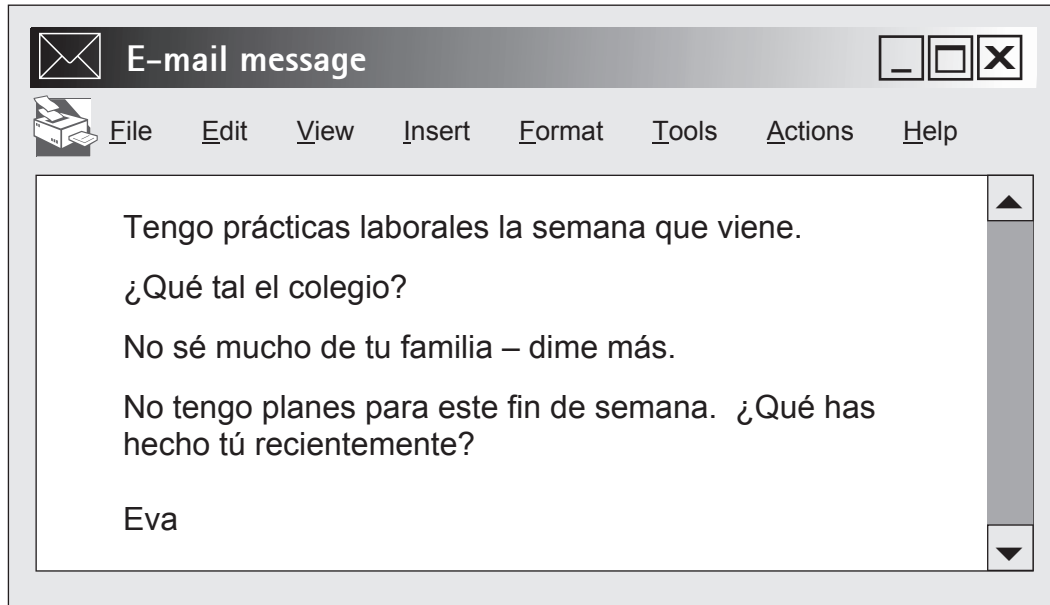 E-mail message
File Edit View Insert Format Tools Actions Help
Tengo prácticas laborales la semana que viene.
¿Qué tal el colegio?
No sé mucho de tu familia – dime más.
No tengo planes para este fin de semana. ¿Qué has
hecho tú recientemente?
Eva